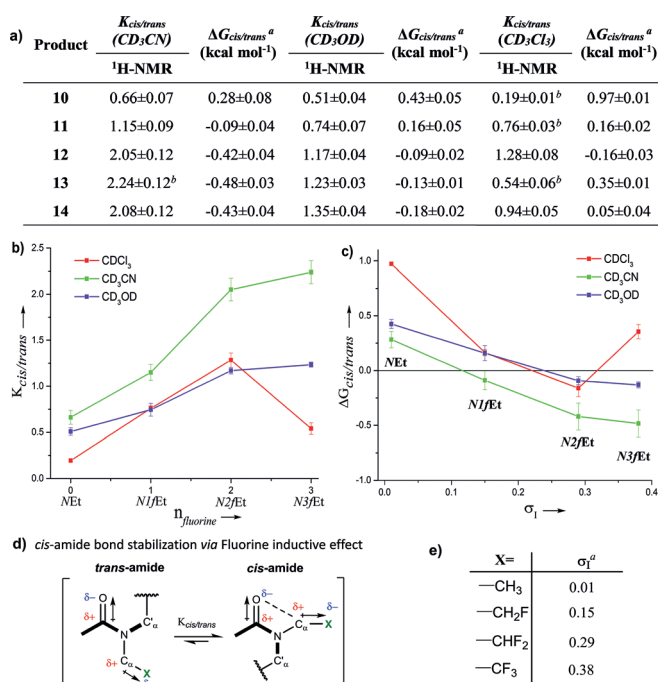 a) Product K_cis/trans (CD₃CN) ΔG_cis/trans ᵃ (kcal mol⁻¹) K_cis/trans (CD₃OD) ΔG_cis/trans ᵃ (kcal mol⁻¹) K_cis/trans (CD₃Cl₃) ΔG_cis/trans ᵃ (kcal mol⁻¹)
¹H-NMR ¹H-NMR ¹H-NMR
10 0.66±0.07 0.28±0.08 0.51±0.04 0.43±0.05 0.19±0.01ᵇ 0.97±0.01
11 1.15±0.09 -0.09±0.04 0.74±0.07 0.16±0.05 0.76±0.03ᵇ 0.16±0.02
12 2.05±0.12 -0.42±0.04 1.17±0.04 -0.09±0.02 1.28±0.08 -0.16±0.03
13 2.24±0.12ᵇ -0.48±0.03 1.23±0.03 -0.13±0.01 0.54±0.06ᵇ 0.35±0.01
14 2.08±0.12 -0.43±0.04 1.35±0.04 -0.18±0.02 0.94±0.05 0.05±0.04
b)
2.5
2.0
1.5
1.0
0.5
0.0
K_cis/trans
CDCl₃
CD₃CN
CD₃OD
0 1 2 3
NEt N1fEt N2fEt N3fEt
n_fluorine
c)
1.0
0.5
0.0
-0.5
-1.0
ΔG_cis/trans
CDCl₃
CD₃CN
CD₃OD
NEt
N1fEt
N2fEt
N3fEt
0.0 0.1 0.2 0.3 0.4
σ_I
d) cis-amide bond stabilization via Fluorine inductive effect
trans-amide cis-amide
δ− O δ+ N C'α δ+ Cα X
K_cis/trans
δ− O δ+ N δ+ Cα X δ− C'α
e)
X= σ_Iᵃ
—CH₃ 0.01
—CH₂F 0.15
—CHF₂ 0.29
—CF₃ 0.38